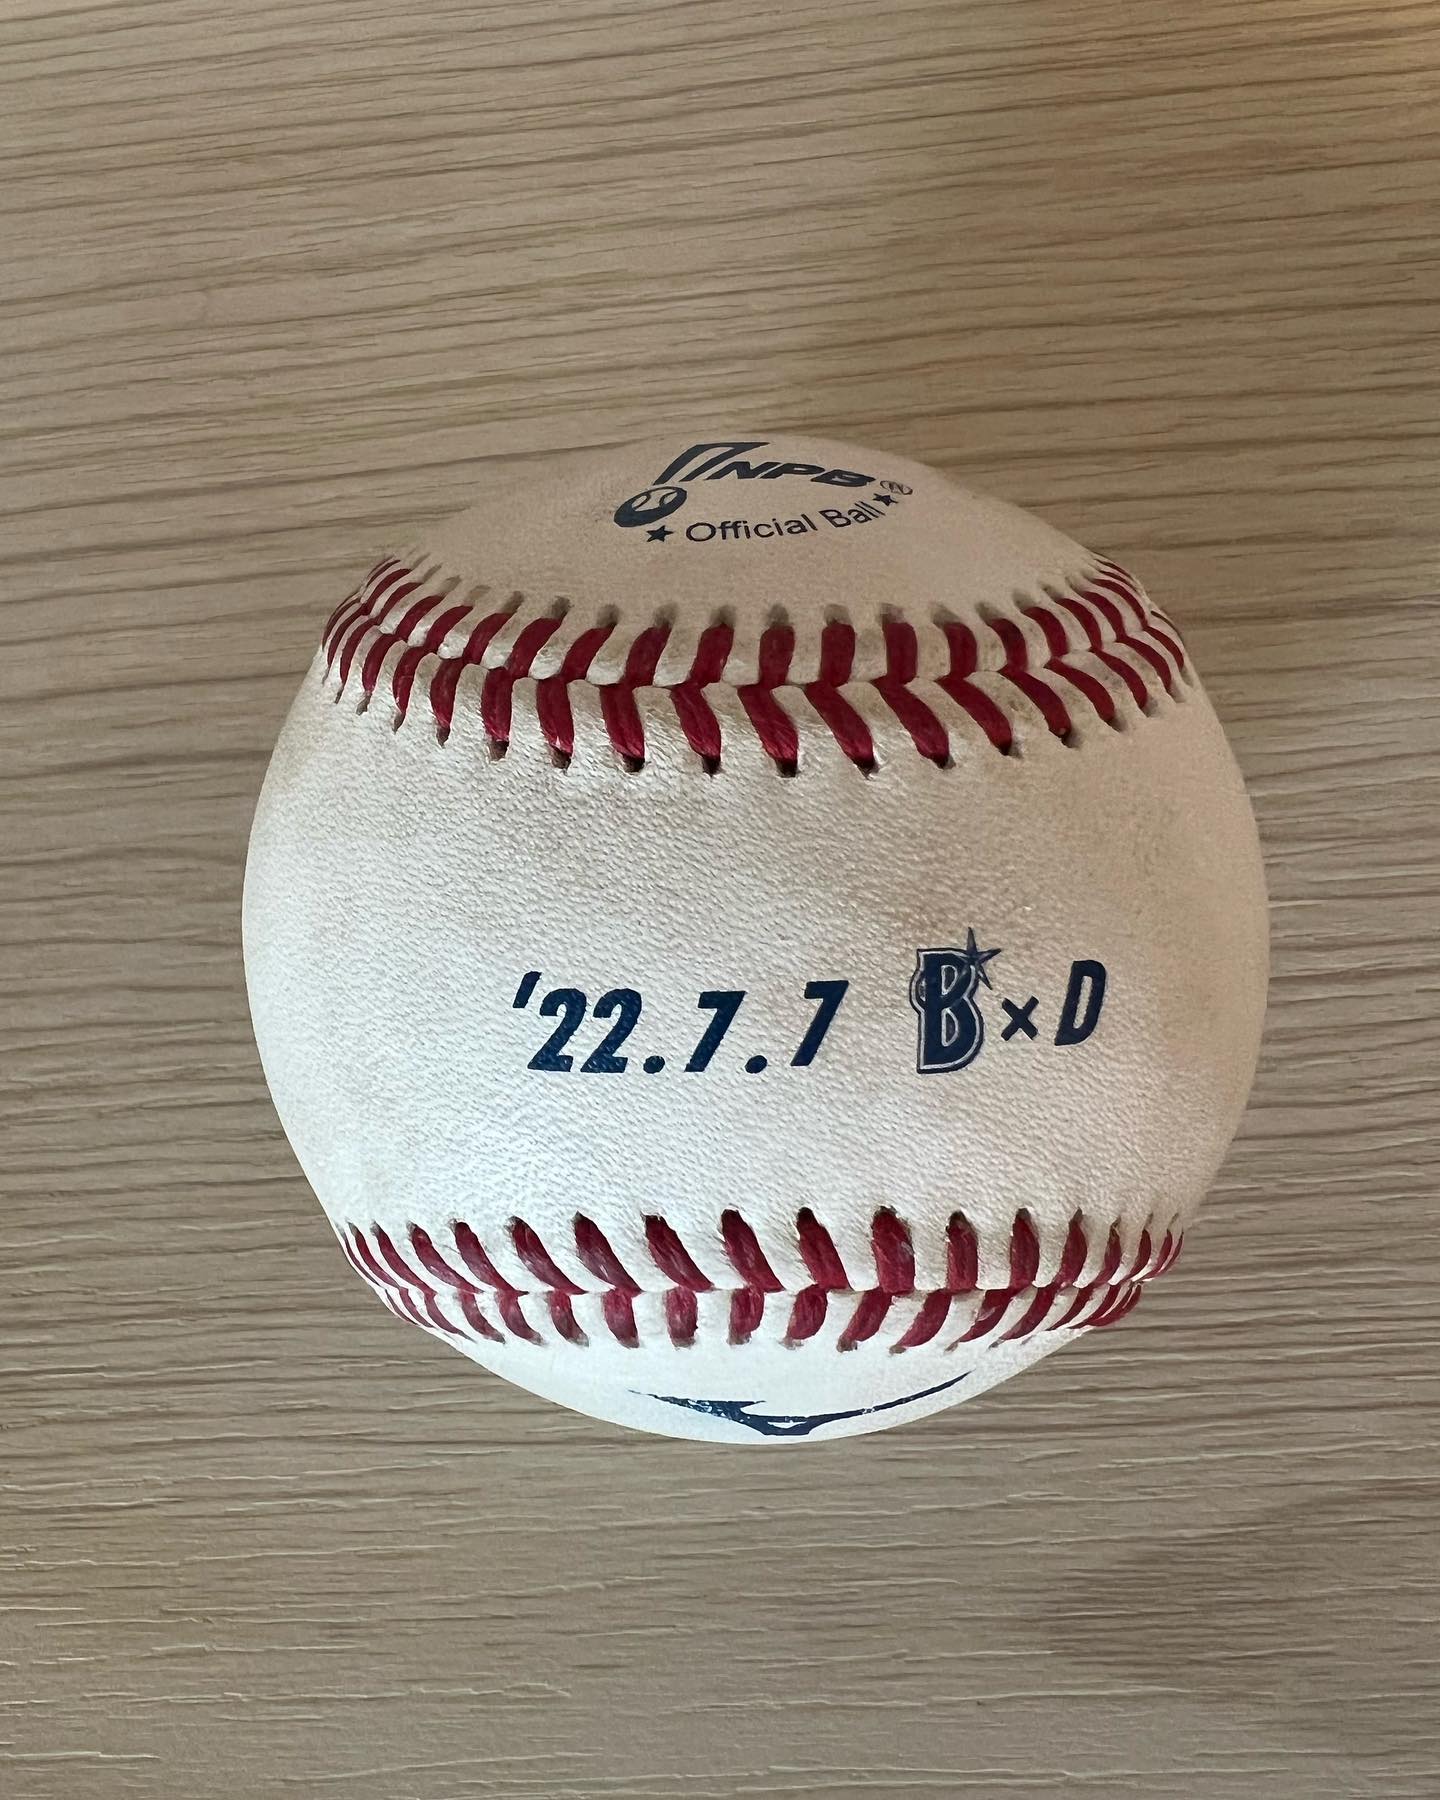 NPB®
★ Official Ball ★
'22.7.7 B×D